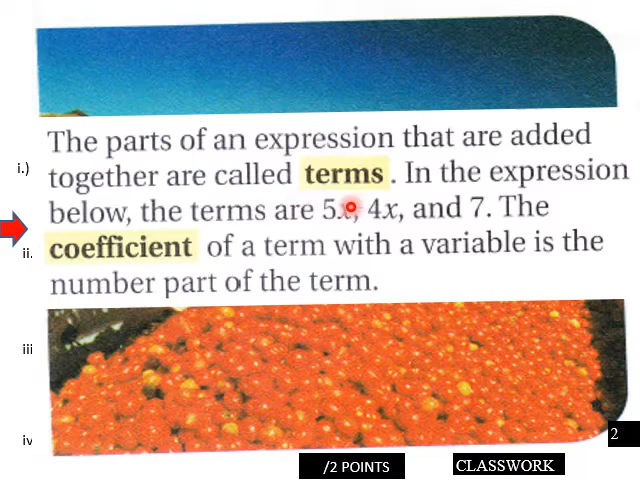 The parts of an expression that are added
i.)
together are called terms. In the expression
below, the terms are 5x, 4x, and 7. The
ii.
coefficient of a term with a variable is the
number part of the term.
iii
iv
2
/2 POINTS
CLASSWORK